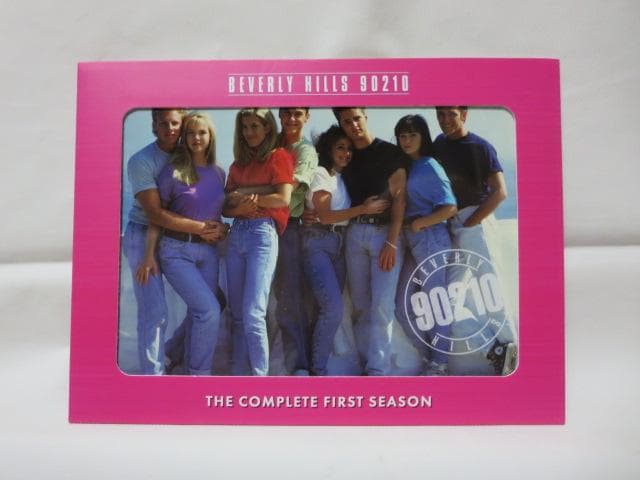 BEVERLY HILLS 90210
BEVERLY
90210
HILLS
THE COMPLETE FIRST SEASON